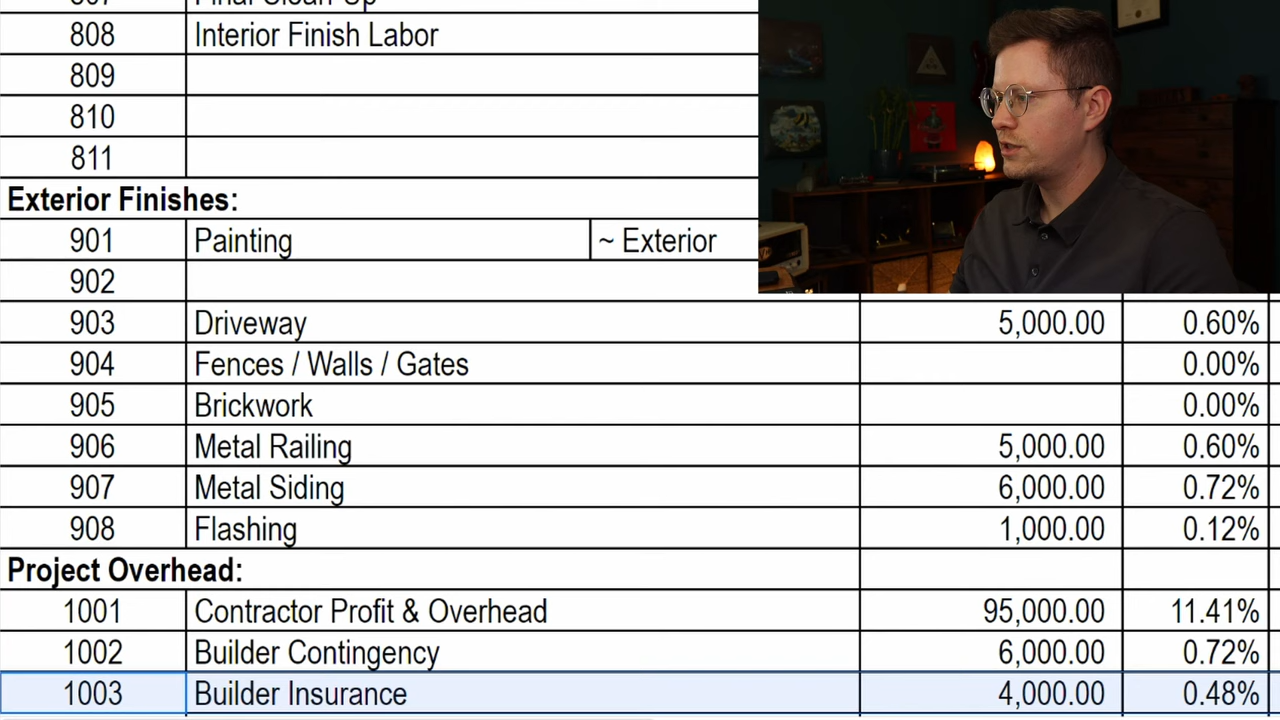 808 Interior Finish Labor
809
810
811
Exterior Finishes:
901 Painting ~ Exterior
902
903 Driveway 5,000.00 0.60%
904 Fences / Walls / Gates 0.00%
905 Brickwork 0.00%
906 Metal Railing 5,000.00 0.60%
907 Metal Siding 6,000.00 0.72%
908 Flashing 1,000.00 0.12%
Project Overhead:
1001 Contractor Profit & Overhead 95,000.00 11.41%
1002 Builder Contingency 6,000.00 0.72%
1003 Builder Insurance 4,000.00 0.48%